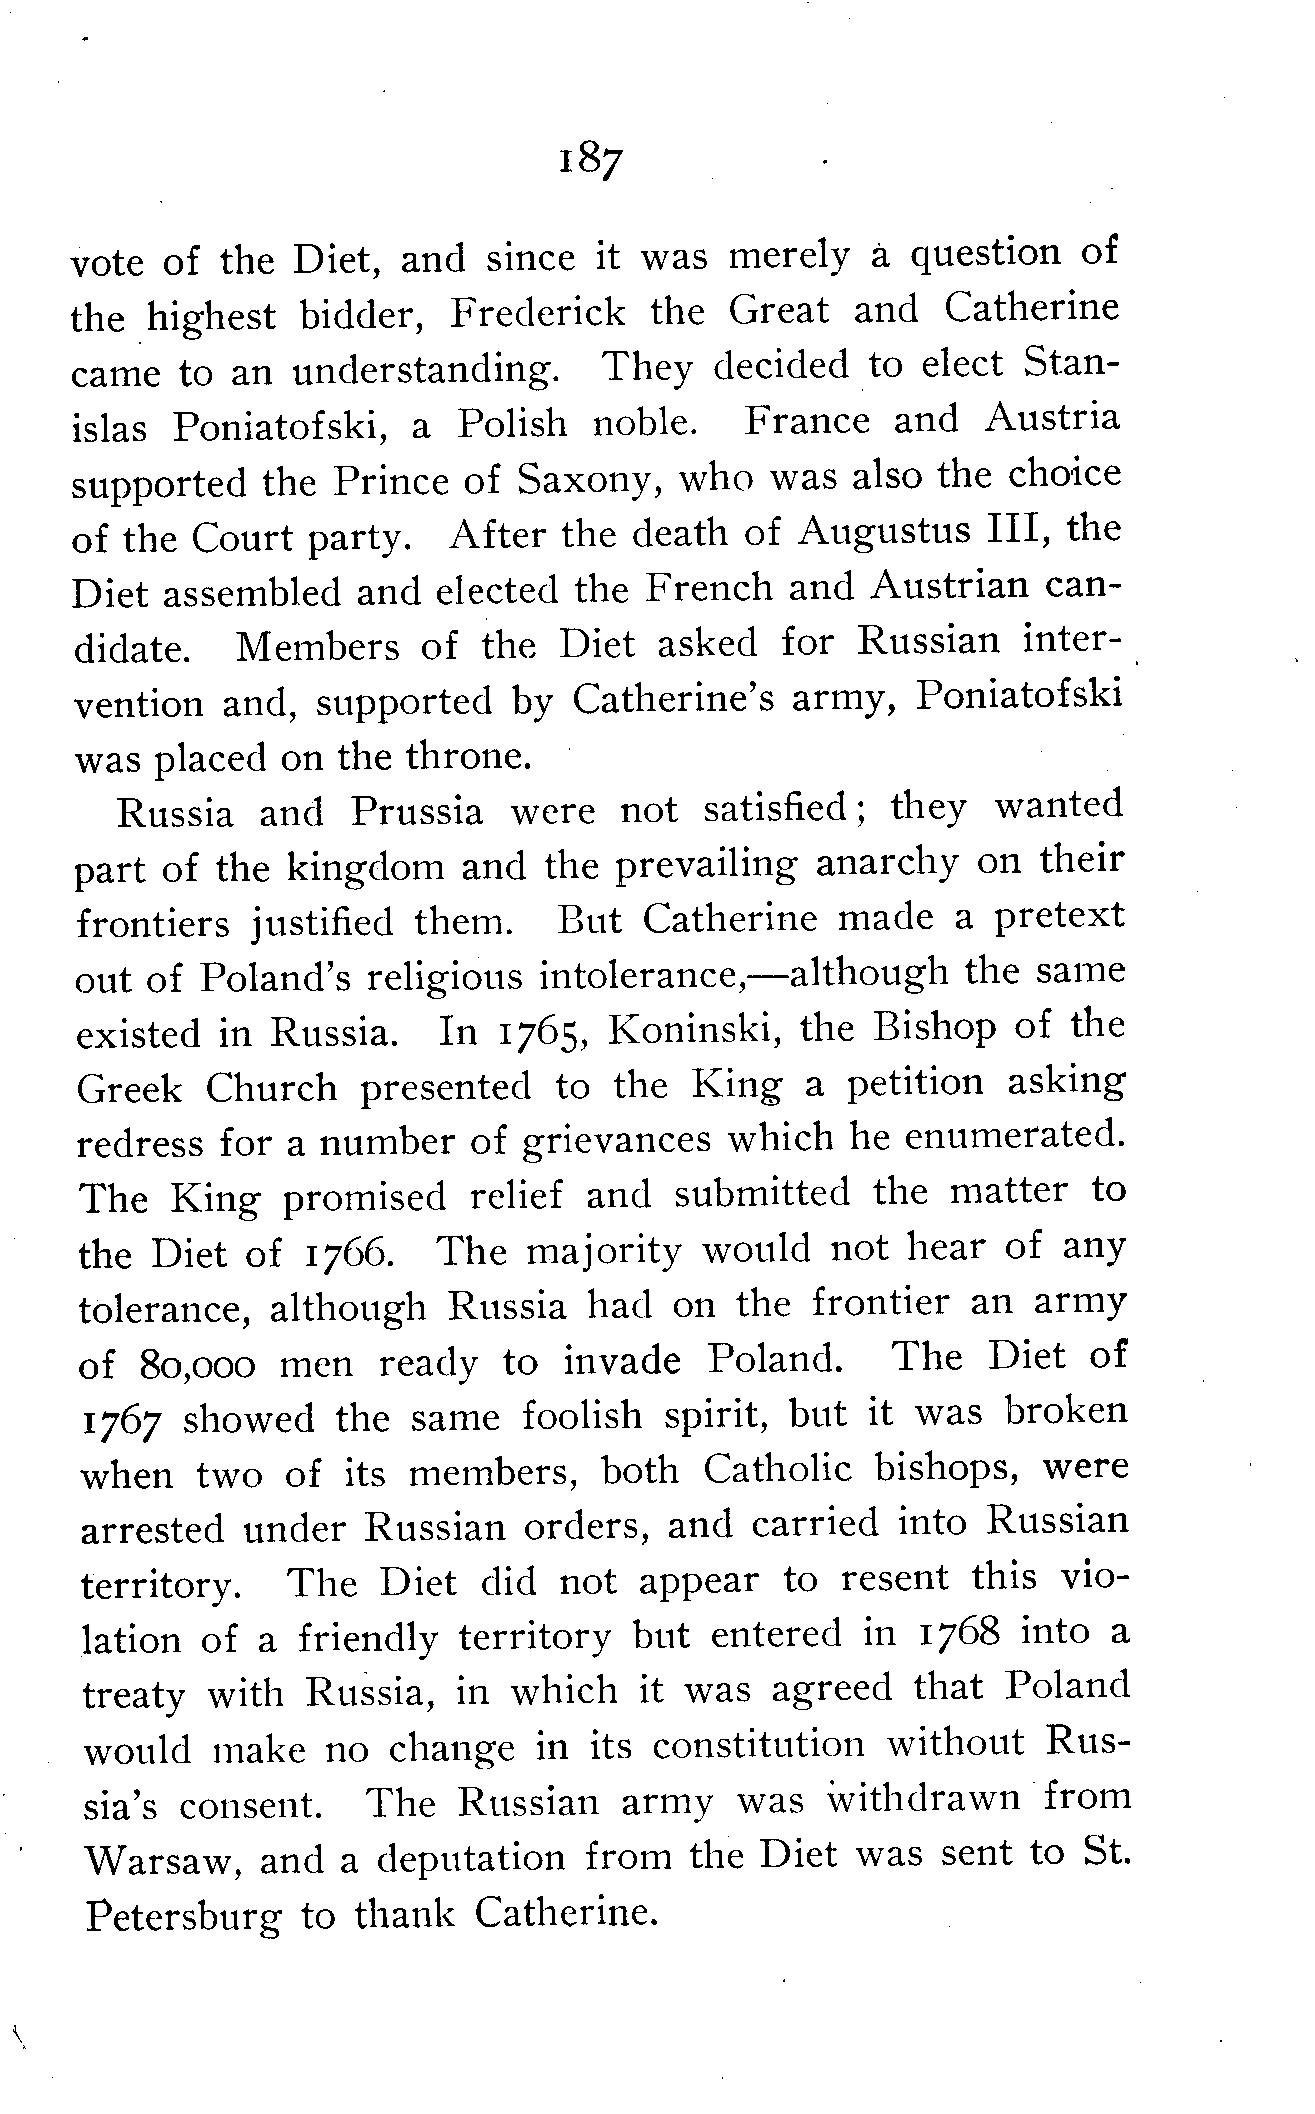 187
vote of the Diet, and since it was merely a question of
the highest bidder, Frederick the Great and Catherine
came to an understanding. They decided to elect Stan-
islas Poniatofski, a Polish noble. France and Austria
supported the Prince of Saxony, who was also the choice
of the Court party. After the death of Augustus III, the
Diet assembled and elected the French and Austrian can-
didate. Members of the Diet asked for Russian inter-
vention and, supported by Catherine's army, Poniatofski
was placed on the throne.
Russia and Prussia were not satisfied; they wanted
part of the kingdom and the prevailing anarchy on their
frontiers justified them. But Catherine made a pretext
out of Poland's religious intolerance,—although the same
existed in Russia. In 1765, Koninski, the Bishop of the
Greek Church presented to the King a petition asking
redress for a number of grievances which he enumerated.
The King promised relief and submitted the matter to
the Diet of 1766. The majority would not hear of any
tolerance, although Russia had on the frontier an army
of 80,000 men ready to invade Poland. The Diet of
1767 showed the same foolish spirit, but it was broken
when two of its members, both Catholic bishops, were
arrested under Russian orders, and carried into Russian
territory. The Diet did not appear to resent this vio-
lation of a friendly territory but entered in 1768 into a
treaty with Russia, in which it was agreed that Poland
would make no change in its constitution without Rus-
sia's consent. The Russian army was withdrawn from
Warsaw, and a deputation from the Diet was sent to St.
Petersburg to thank Catherine.